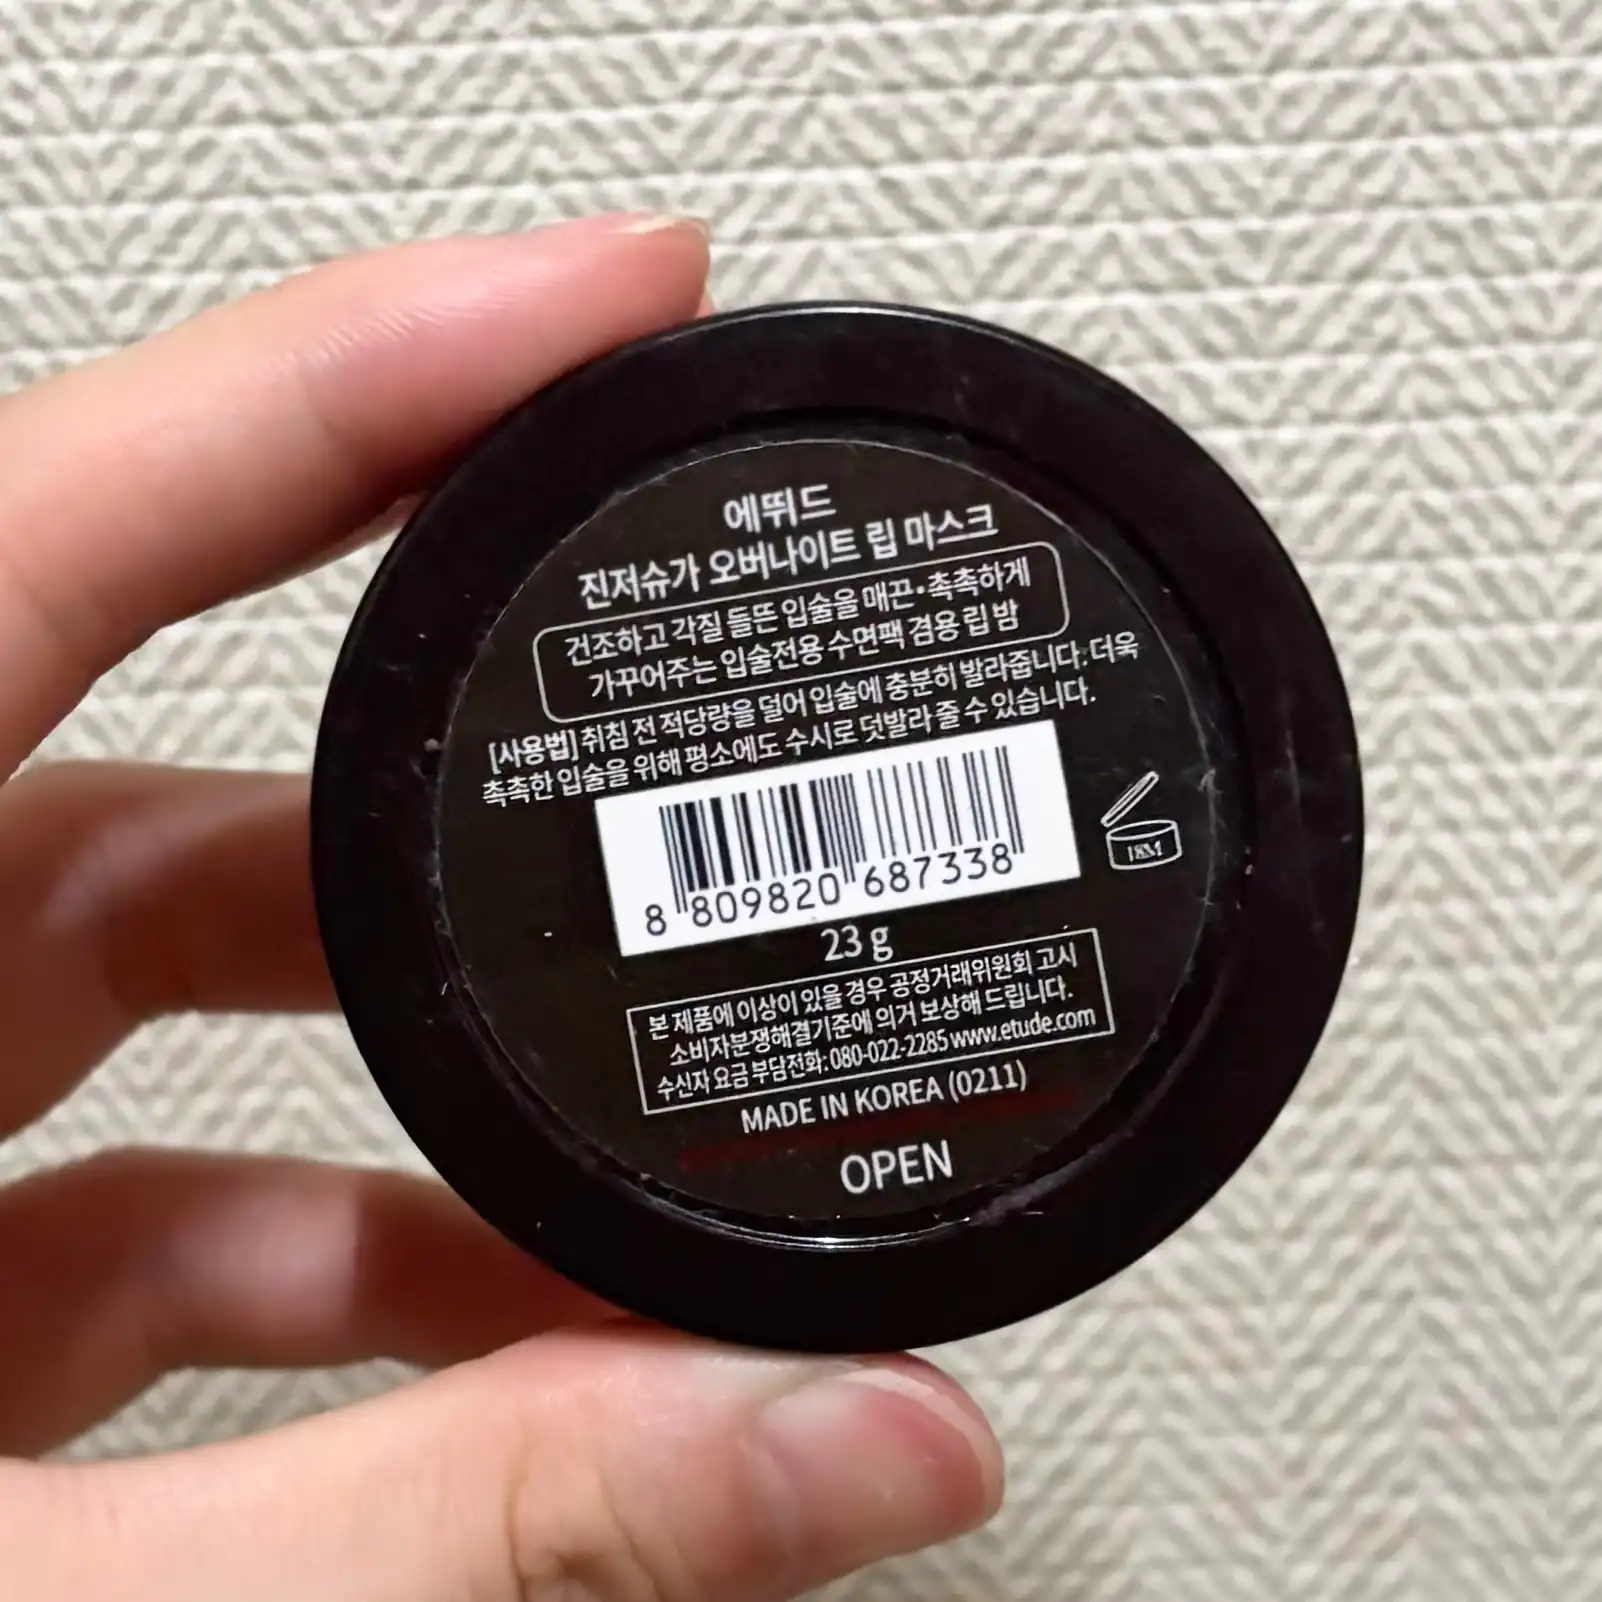 에뛰드
진저슈가 오버나이트 립 마스크
건조하고 각질 들뜬 입술을 매끈·촉촉하게
가꾸어주는 입술전용 수면팩 겸용 립 밤
[사용법] 취침 전 적당량을 덜어 입술에 충분히 발라줍니다. 더욱
촉촉한 입술을 위해 평소에도 수시로 덧발라 줄 수 있습니다.
8 809820 687338
18M
23 g
본 제품에 이상이 있을 경우 공정거래위원회 고시
소비자분쟁해결기준에 의거 보상해 드립니다.
수신자 요금 부담전화: 080-022-2285 www.etude.com
MADE IN KOREA (0211)
OPEN